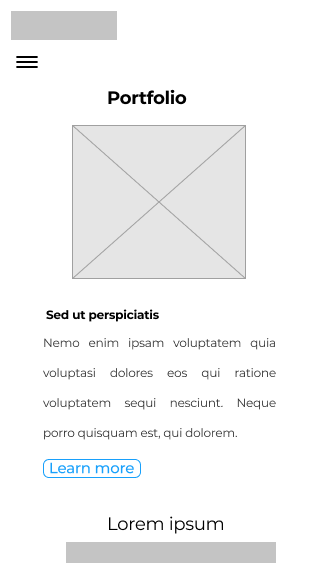 Portfolio
Sed ut perspiciatis
Nemo enim ipsam voluptatem quia
voluptasi dolores eos qui ratione
voluptatem sequi nesciunt. Neque
porro quisquam est, qui dolorem.
Learn more
Lorem ipsum